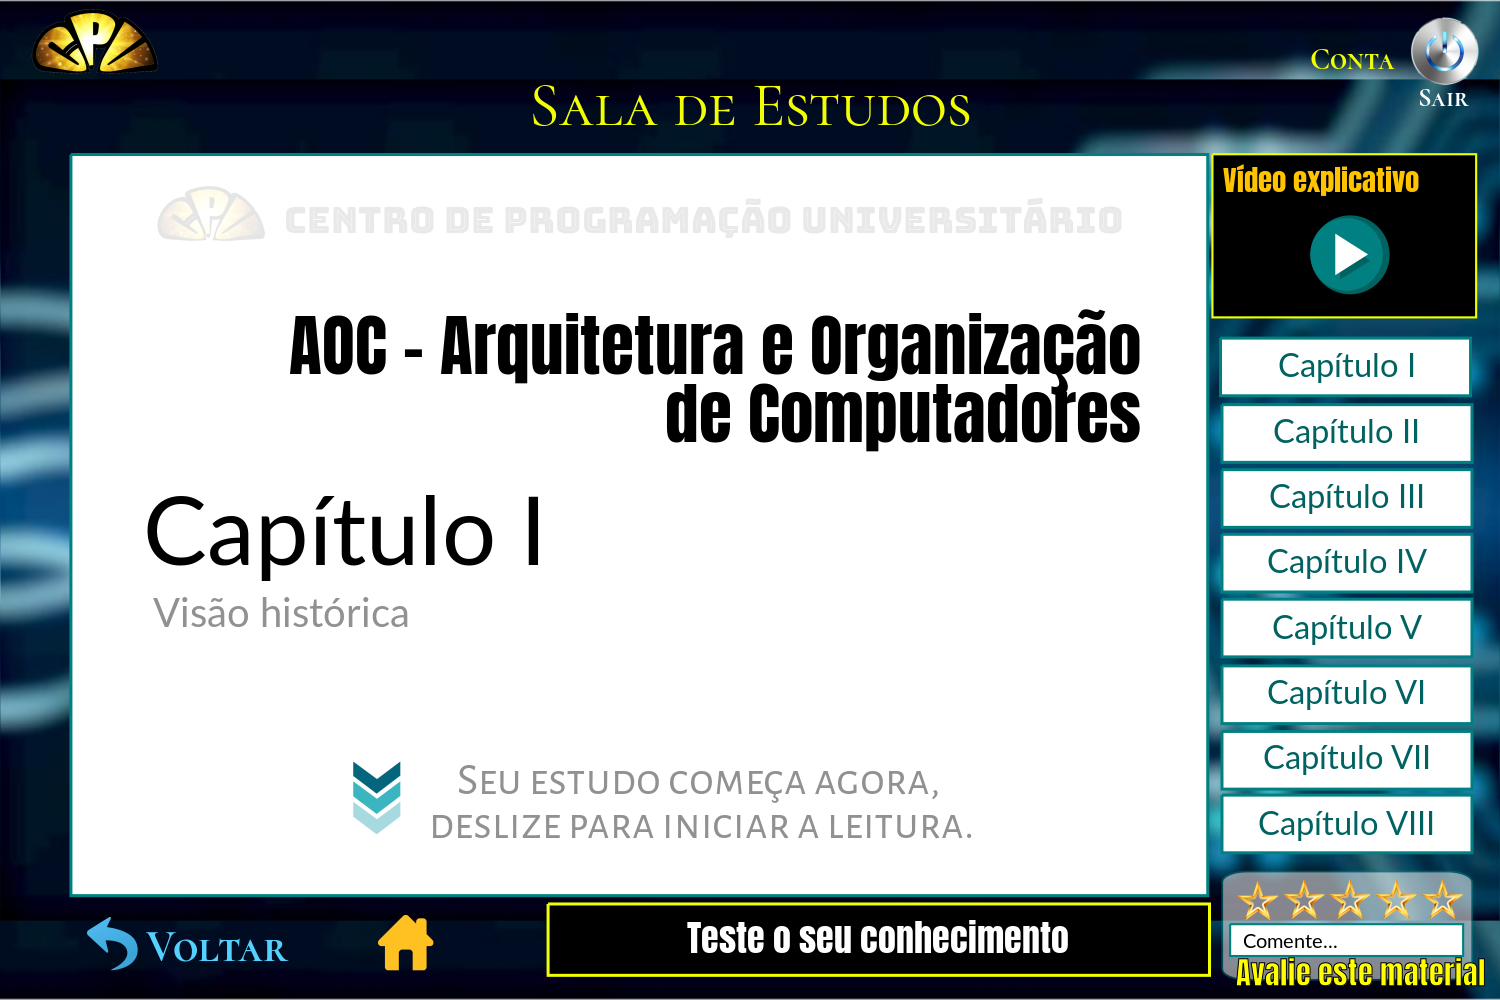 CPU
Conta
Sair
Sala de Estudos
CENTRO DE PROGRAMAÇÃO UNIVERSITÁRIO
AOC - Arquitetura e Organização
de Computadores
Capítulo I
Visão histórica
Seu estudo começa agora,
deslize para iniciar a leitura.
Vídeo explicativo
Capítulo I
Capítulo II
Capítulo III
Capítulo IV
Capítulo V
Capítulo VI
Capítulo VII
Capítulo VIII
Comente...
Avalie este material
Voltar
Teste o seu conhecimento